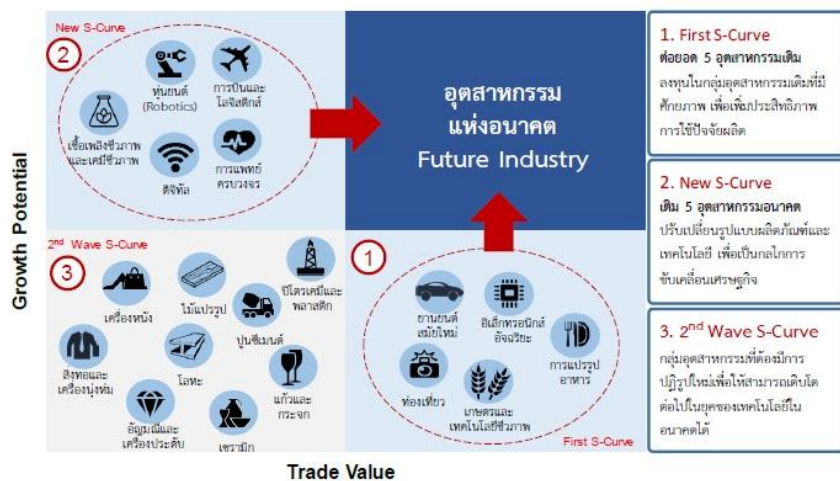 New S-Curve
2
หุ่นยนต์
(Robotics)
การบินและ
โลจิสติกส์
เชื้อเพลิงชีวภาพ
และเคมีชีวภาพ
ดิจิทัล
การแพทย์
ครบวงจร
อุตสาหกรรม
แห่งอนาคต
Future Industry
2nd Wave S-Curve
3
เครื่องหนัง
ไม้แปรรูป
ปูนซีเมนต์
ปิโตรเคมีและ
พลาสติก
สิ่งทอและ
เครื่องนุ่งห่ม
โลหะ
แก้วและ
กระจก
อัญมณีและ
เครื่องประดับ
เซรามิก
1
ยานยนต์
สมัยใหม่
อิเล็กทรอนิกส์
อัจฉริยะ
การแปรรูป
อาหาร
ท่องเที่ยว
เกษตรและ
เทคโนโลยีชีวภาพ
First S-Curve
Growth Potential
Trade Value
1. First S-Curve
ต่อยอด 5 อุตสาหกรรมเดิม
ลงทุนในกลุ่มอุตสาหกรรมเดิมที่มี
ศักยภาพ เพื่อเพิ่มประสิทธิภาพ
การใช้ปัจจัยผลิต
2. New S-Curve
เติม 5 อุตสาหกรรมอนาคต
ปรับเปลี่ยนรูปแบบผลิตภัณฑ์และ
เทคโนโลยี เพื่อเป็นกลไกการ
ขับเคลื่อนเศรษฐกิจ
3. 2nd Wave S-Curve
กลุ่มอุตสาหกรรมที่ต้องมีการ
ปฏิรูปใหม่เพื่อให้สามารถเติบโต
ต่อไปในยุคของเทคโนโลยีใน
อนาคตได้